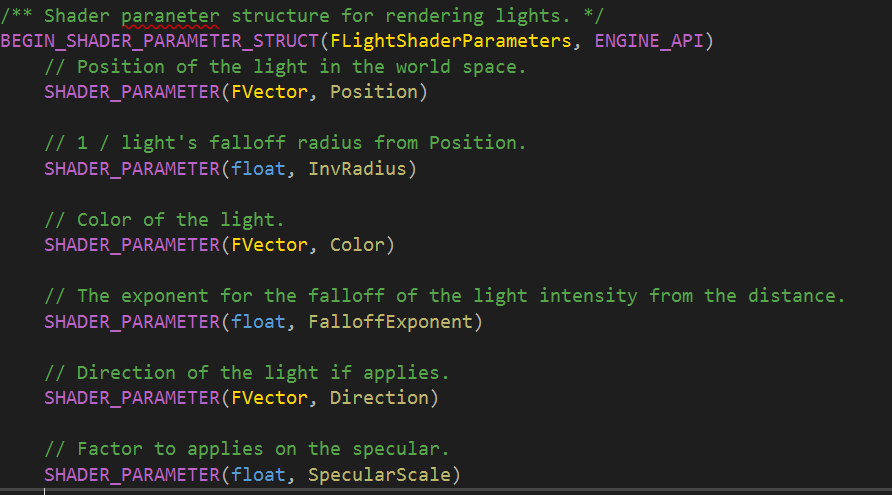 /** Shader paraneter structure for rendering lights. */
BEGIN_SHADER_PARAMETER_STRUCT(FLightShaderParameters, ENGINE_API)
// Position of the light in the world space.
SHADER_PARAMETER(FVector, Position)
// 1 / light's falloff radius from Position.
SHADER_PARAMETER(float, InvRadius)
// Color of the light.
SHADER_PARAMETER(FVector, Color)
// The exponent for the falloff of the light intensity from the distance.
SHADER_PARAMETER(float, FalloffExponent)
// Direction of the light if applies.
SHADER_PARAMETER(FVector, Direction)
// Factor to applies on the specular.
SHADER_PARAMETER(float, SpecularScale)